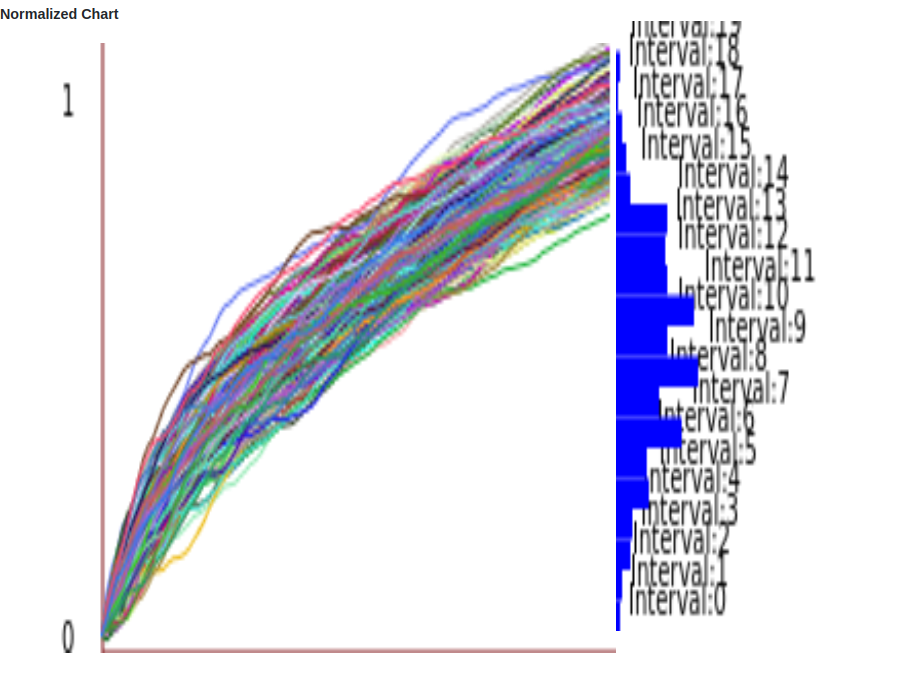 Normalized Chart
Interval:19
Interval:18
Interval:17
1
Interval:16
Interval:15
Interval:14
Interval:13
Interval:12
Interval:11
Interval:10
Interval:9
Interval:8
Interval:7
Interval:6
Interval:5
Interval:4
Interval:3
Interval:2
Interval:1
Interval:0
0